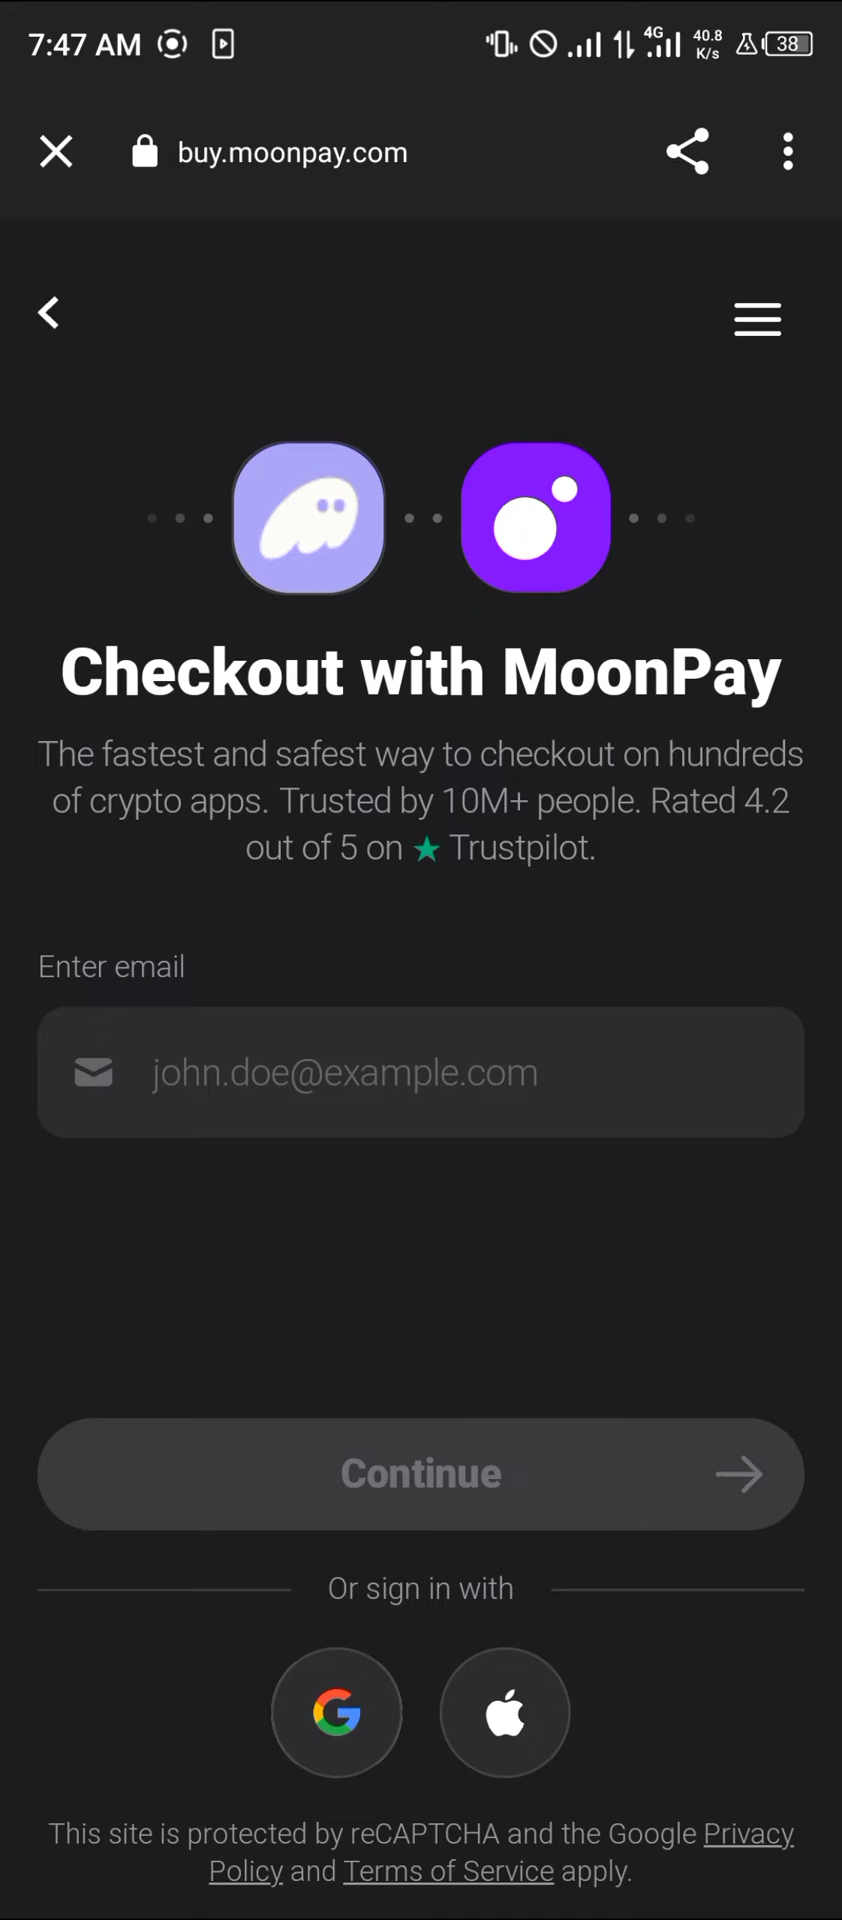 7:47 AM
4G
40.8
K/s
38
buy.moonpay.com
Checkout with MoonPay
The fastest and safest way to checkout on hundreds
of crypto apps. Trusted by 10M+ people. Rated 4.2
out of 5 on ★ Trustpilot.
Enter email
john.doe@example.com
Continue
Or sign in with
This site is protected by reCAPTCHA and the Google Privacy
Policy and Terms of Service apply.